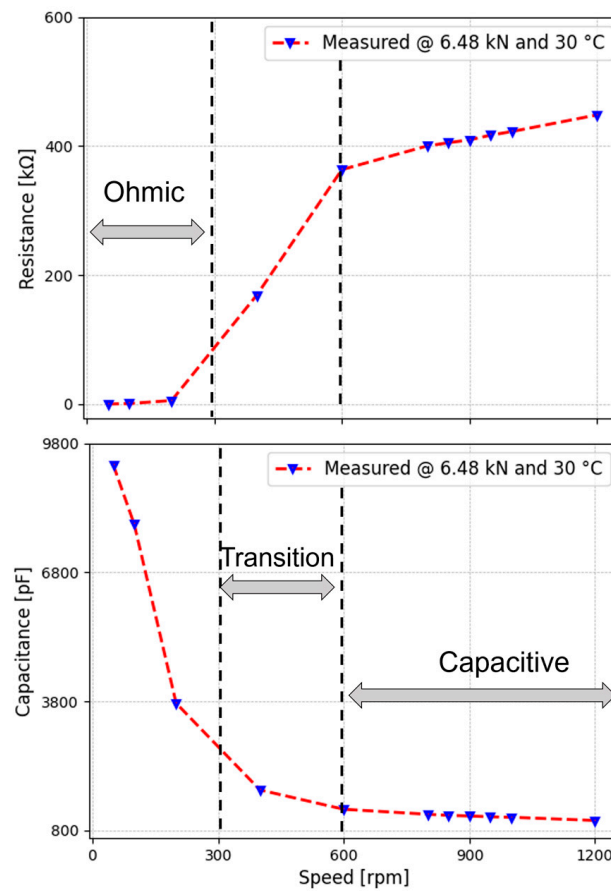 600
Measured @ 6.48 kN and 30 °C
400
Ohmic
Resistance [kΩ]
200
0
9800
Measured @ 6.48 kN and 30 °C
Transition
6800
Capacitance [pF]
Capacitive
3800
800
0 300 600 900 1200
Speed [rpm]